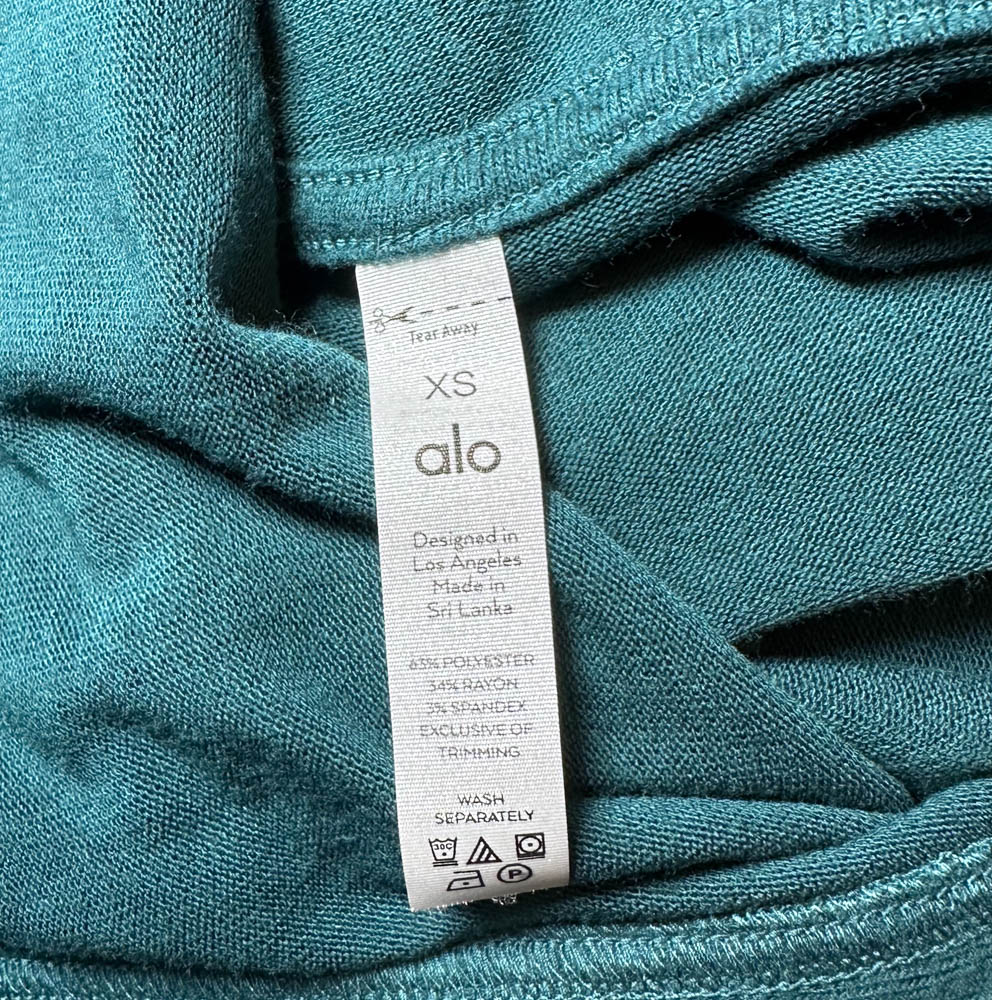 Tear Away
XS
alo
Designed in
Los Angeles
Made in
Sri Lanka
63% POLYESTER
34% RAYON
3% SPANDEX
EXCLUSIVE OF
TRIMMING
WASH
SEPARATELY
30C
P